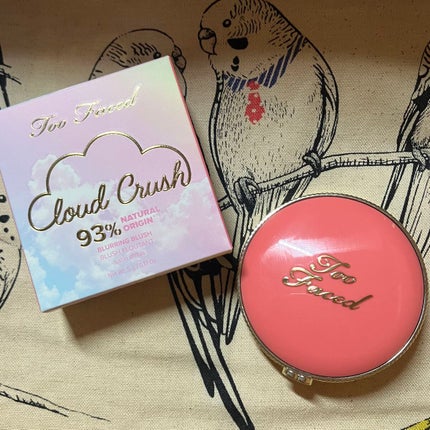 Too Faced
Cloud Crush
93% NATURAL
ORIGIN
BLURRING BLUSH
Too
Faced